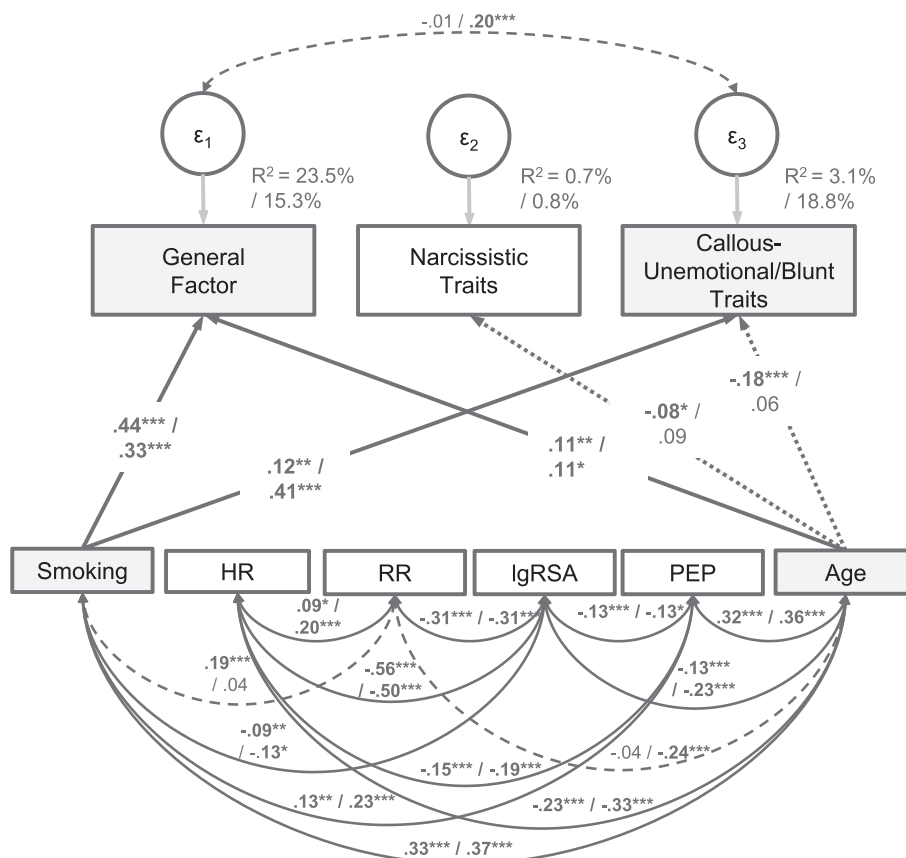 -.01 / .20***
ε1
ε2
ε3
R2 = 23.5%
/ 15.3%
R2 = 0.7%
/ 0.8%
R2 = 3.1%
/ 18.8%
General
Factor
Narcissistic
Traits
Callous-
Unemotional/Blunt
Traits
.44*** /
.33***
.12** /
.41***
.11** /
.11*
-.08* /
.09
-.18*** /
.06
Smoking
HR
RR
lgRSA
PEP
Age
.09* /
.20***
-.31*** / -.31***
-.13*** / -.13*
.32*** / .36***
.19***
/ .04
-.56***
/ -.50***
-.13***
/ -.23***
-.09**
/ -.13*
-.04 / -.24***
-.15*** / -.19***
.13** / .23***
-.23*** / -.33***
.33*** / .37***